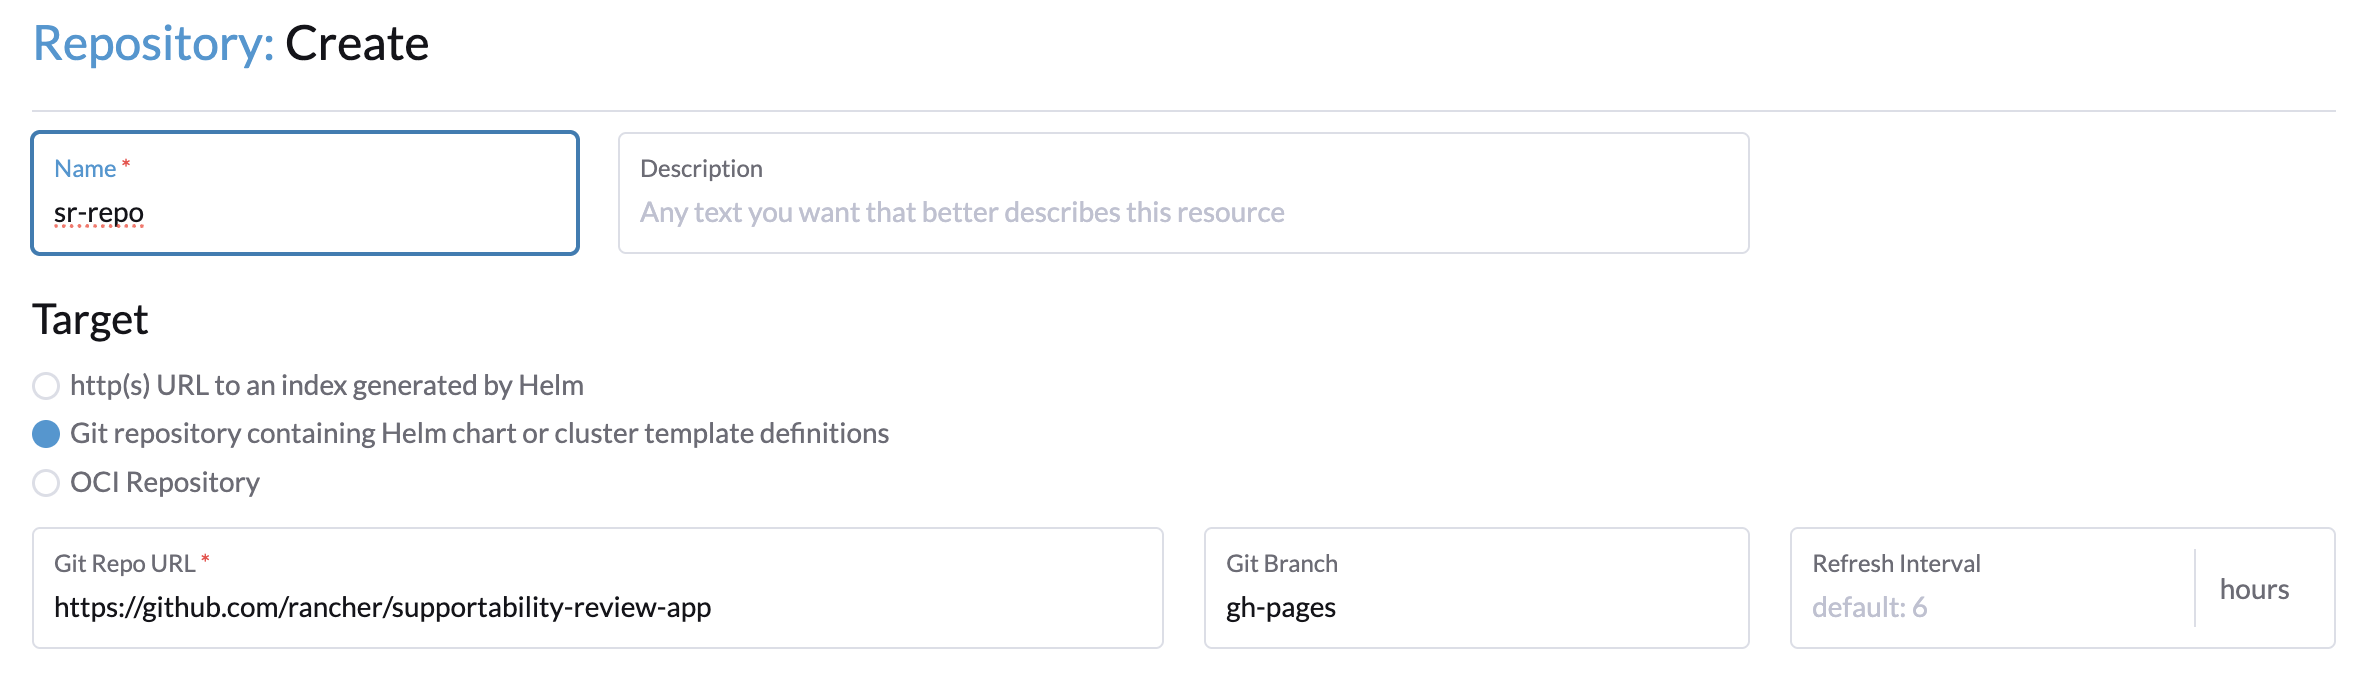 Repository: Create
Name *
sr-repo
Description
Any text you want that better describes this resource
Target
http(s) URL to an index generated by Helm
Git repository containing Helm chart or cluster template definitions
OCI Repository
Git Repo URL *
https://github.com/rancher/supportability-review-app
Git Branch
gh-pages
Refresh Interval
default: 6
hours